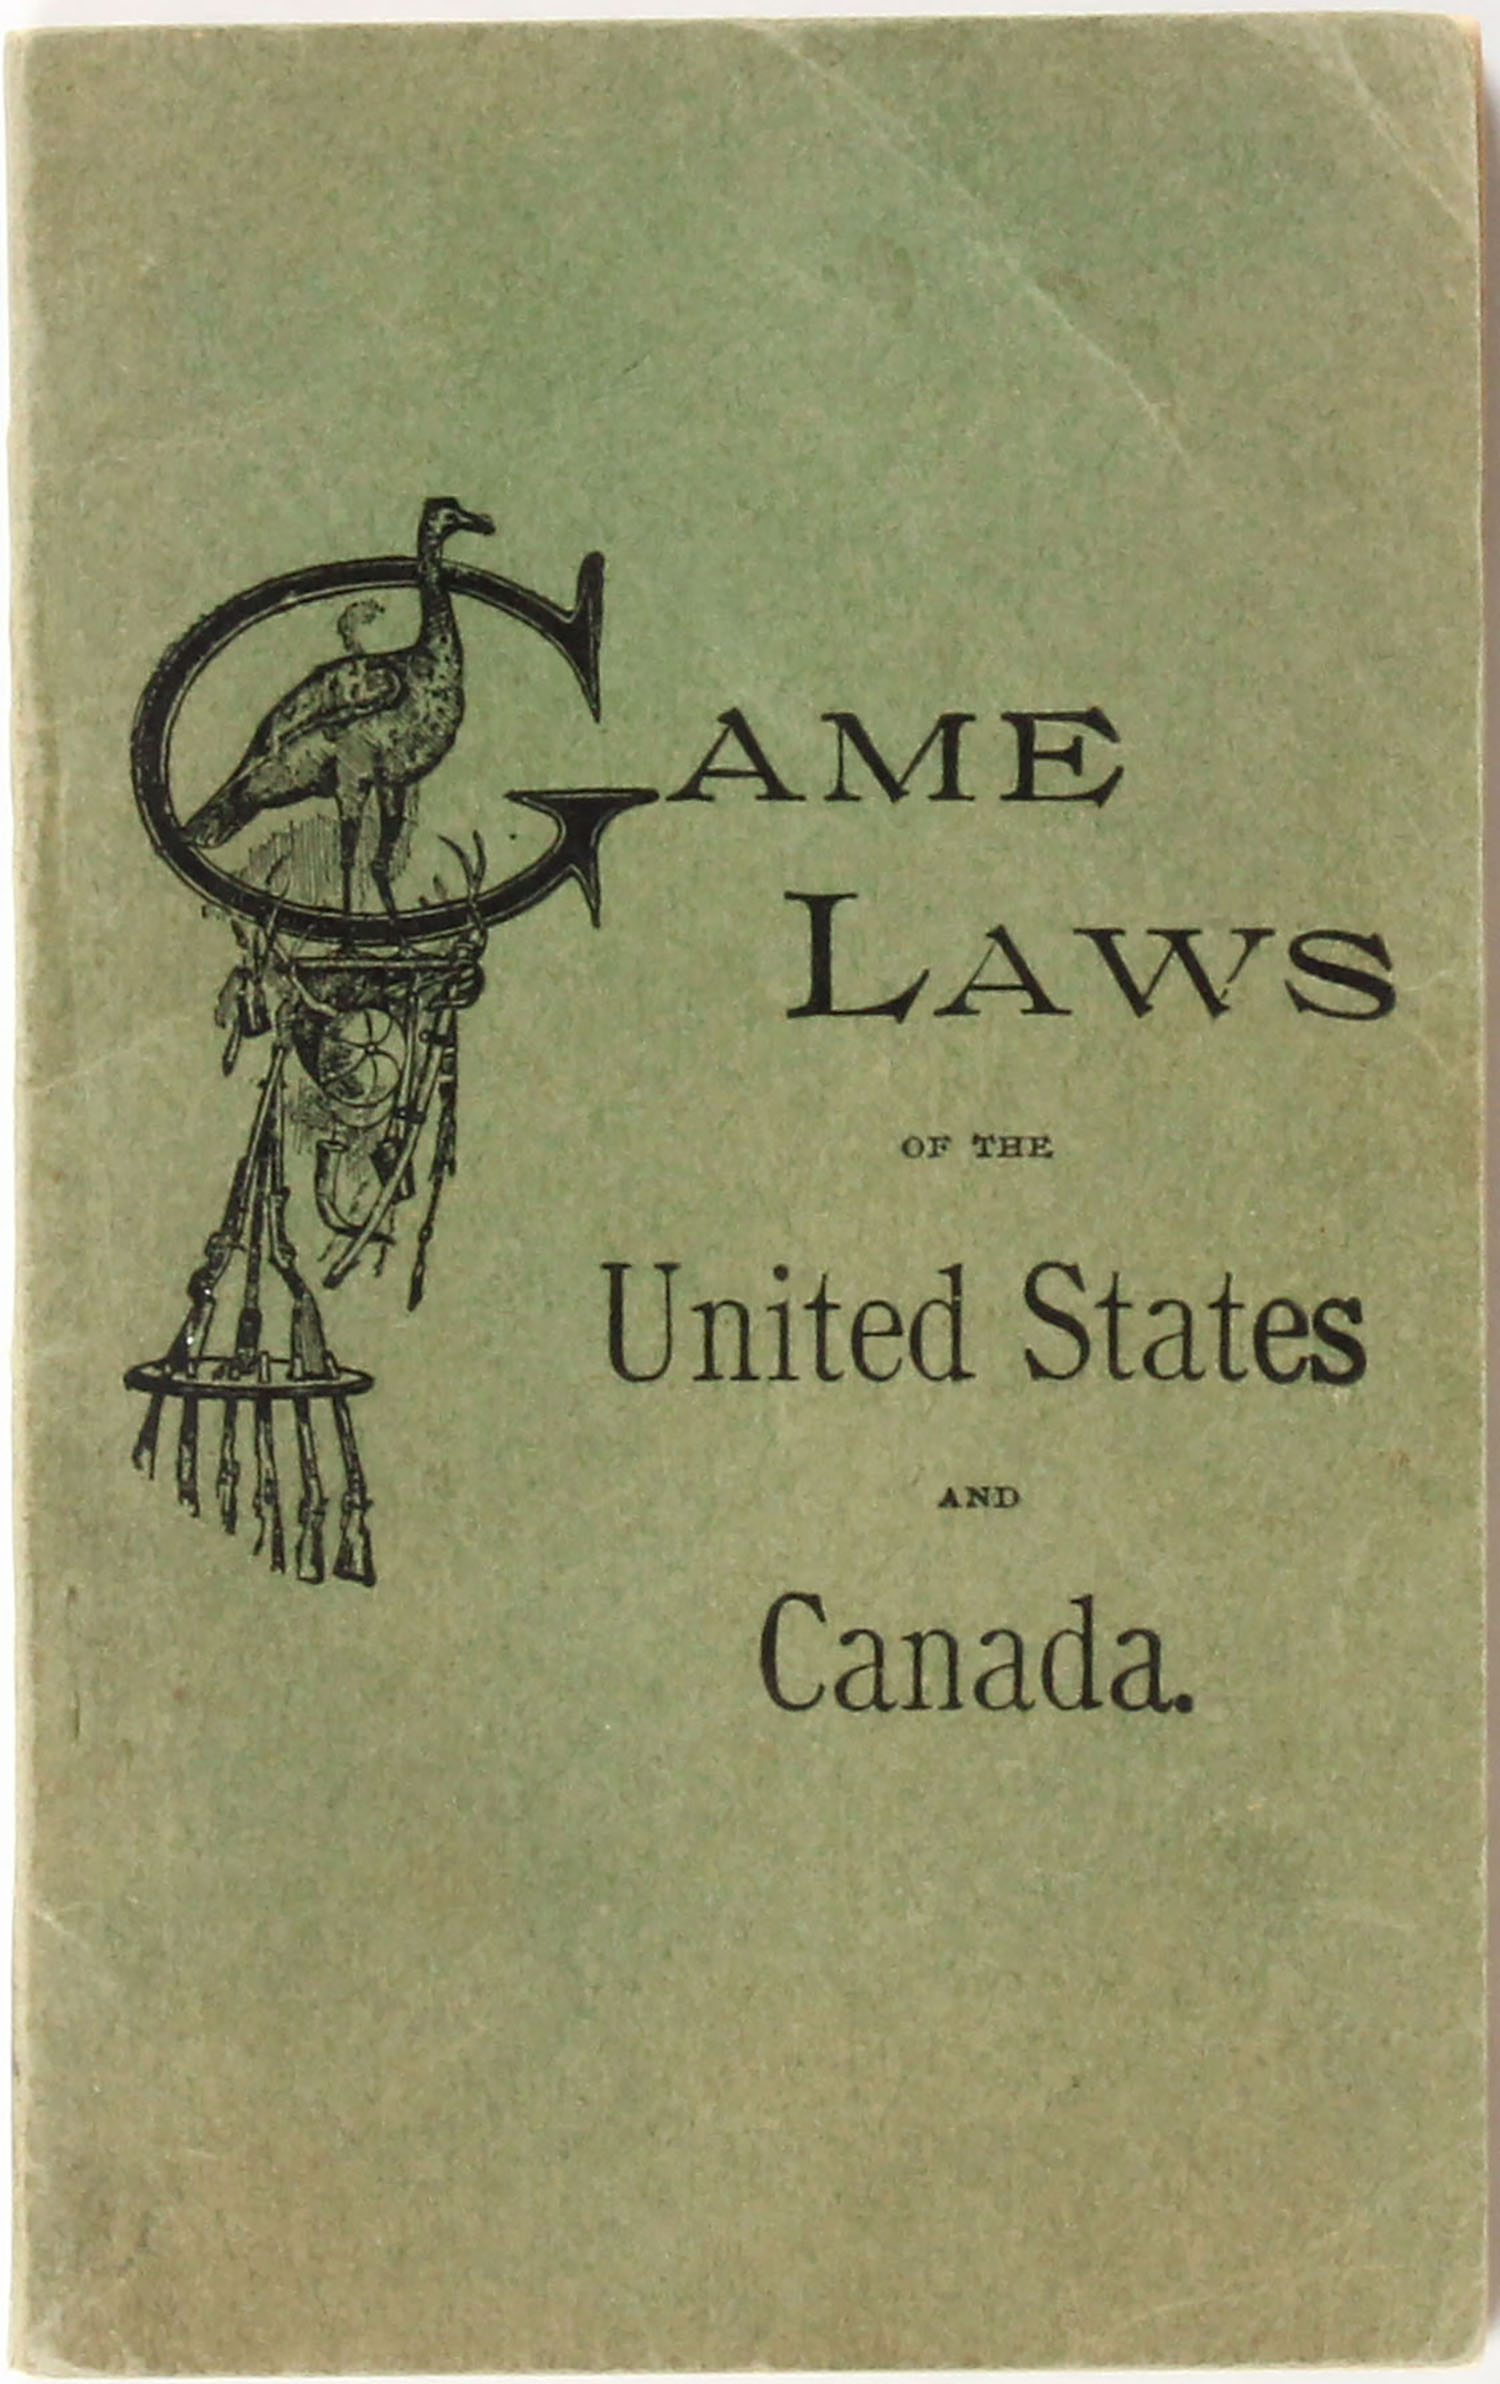 GAME
LAWS
OF THE
United States
AND
Canada.